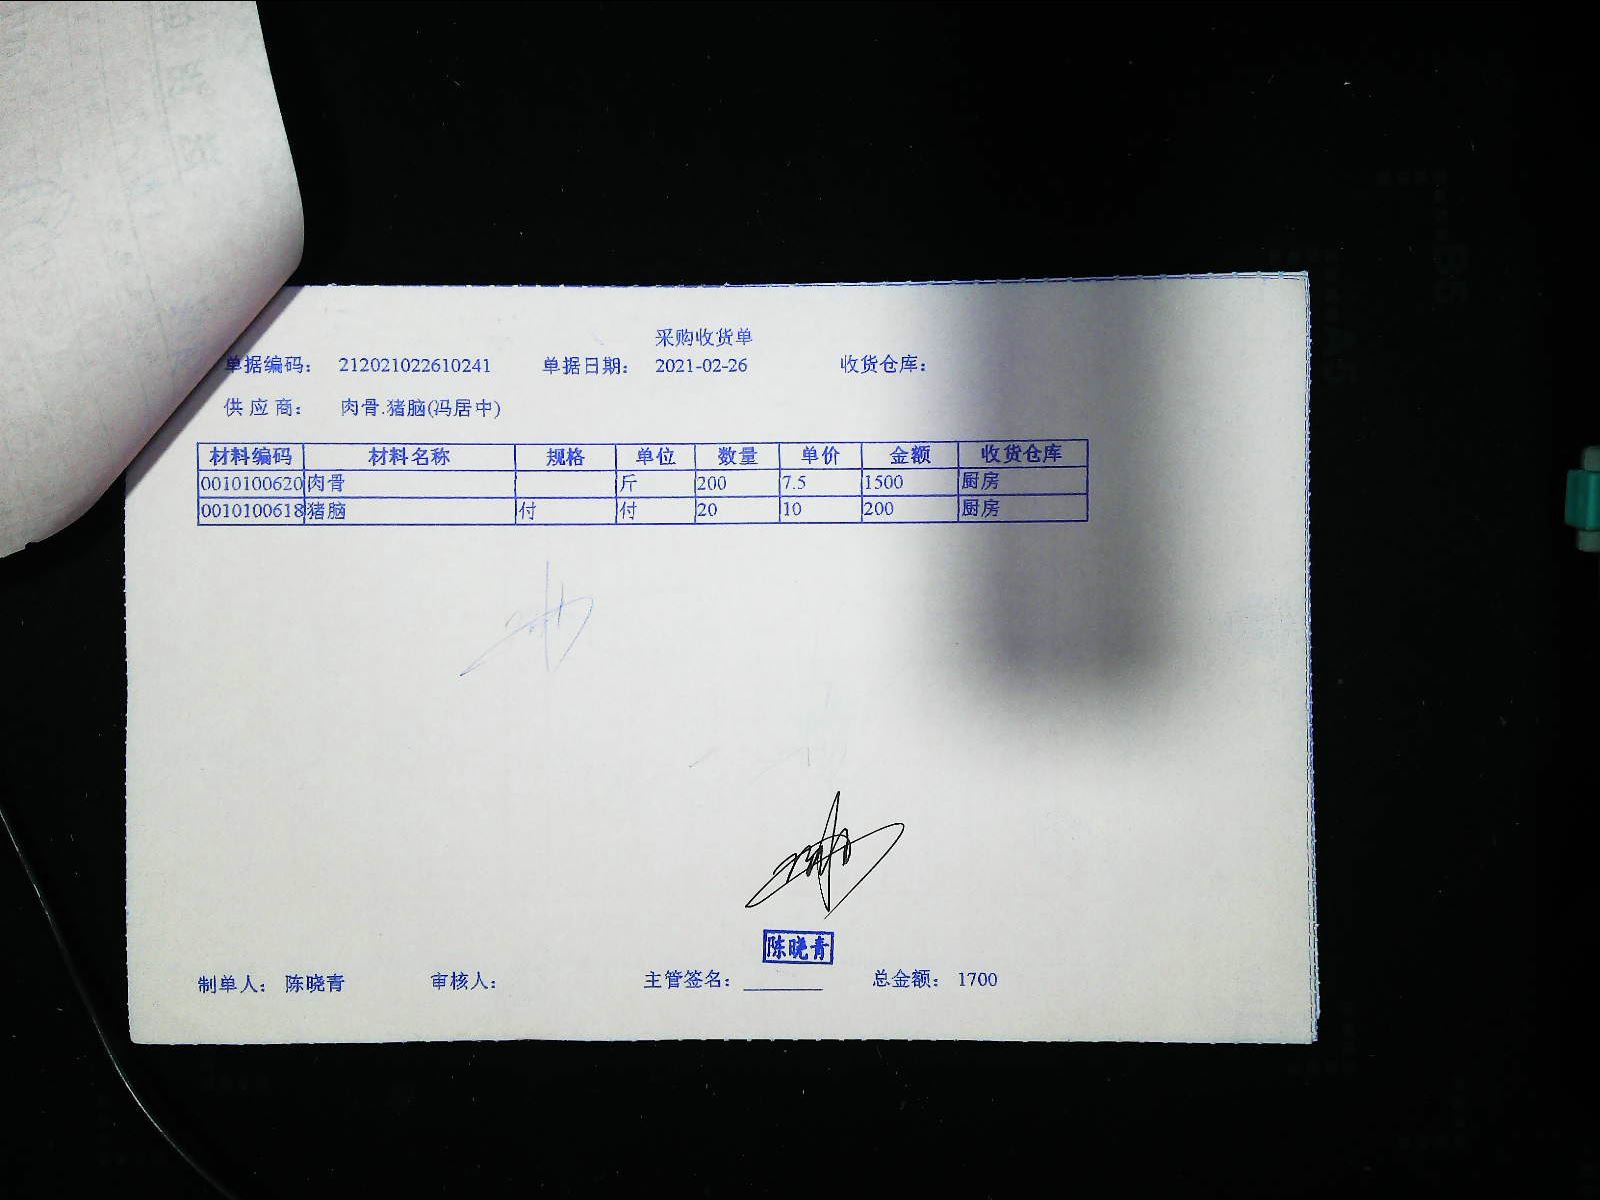 采购收货单
单据编码： 212021022610241 单据日期： 2021-02-26 收货仓库：
供应商： 肉骨.猪脑(冯居中)
材料编码 材料名称 规格 单位 数量 单价 金额 收货仓库
0010100620 肉骨 斤 200 7.5 1500 厨房
0010100618 猪脑 付 付 20 10 200 厨房
陈晓青
制单人： 陈晓青 审核人： 主管签名： 总金额： 1700